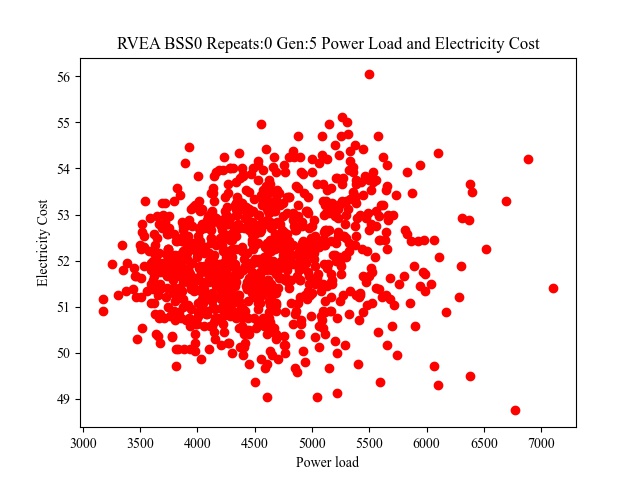 RVEA BSS0 Repeats:0 Gen:5 Power Load and Electricity Cost
56
55
54
53
52
51
50
49
Electricity Cost
3000 3500 4000 4500 5000 5500 6000 6500 7000
Power load